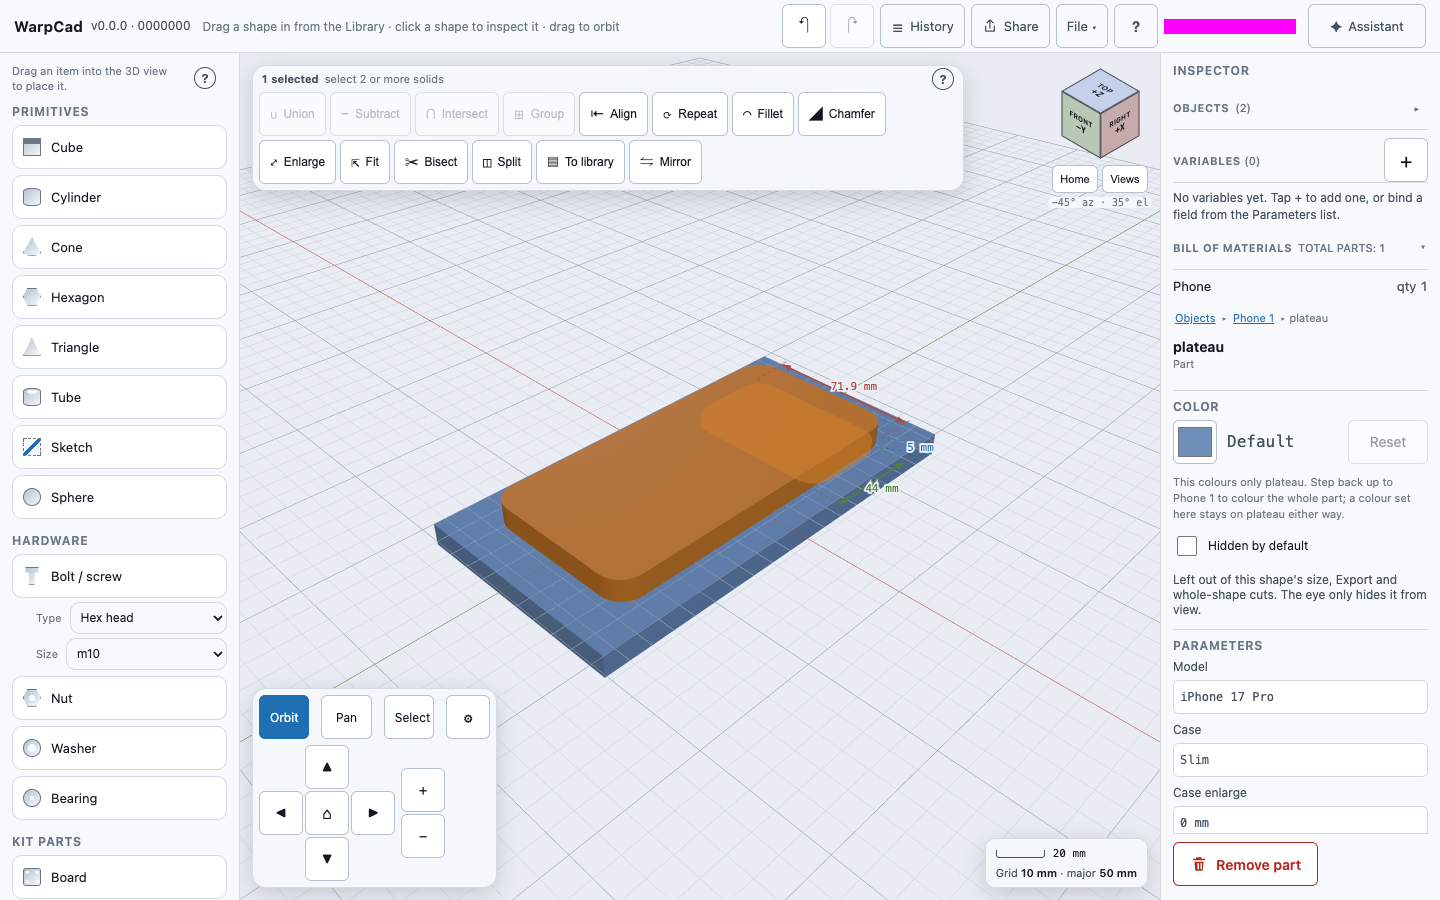 WarpCad v0.0.0 · 0000000 Drag a shape in from the Library · click a shape to inspect it · drag to orbit
History
Share
File
?
Assistant
Drag an item into the 3D view
to place it.
?
PRIMITIVES
Cube
Cylinder
Cone
Hexagon
Triangle
Tube
Sketch
Sphere
HARDWARE
Bolt / screw
Type Hex head
Size m10
Nut
Washer
Bearing
KIT PARTS
Board
1 selected select 2 or more solids
?
Union
Subtract
Intersect
Group
Align
Repeat
Fillet
Chamfer
Enlarge
Fit
Bisect
Split
To library
Mirror
TOP
+Z
FRONT
−Y
RIGHT
+X
Home
Views
−45° az · 35° el
71.9 mm
5 mm
44 mm
Orbit
Pan
Select
+
−
20 mm
Grid 10 mm · major 50 mm
INSPECTOR
OBJECTS (2)
VARIABLES (0)
+
No variables yet. Tap + to add one, or bind a
field from the Parameters list.
BILL OF MATERIALS TOTAL PARTS: 1
Phone qty 1
Objects ▸ Phone 1 ▸ plateau
plateau
Part
COLOR
Default
Reset
This colours only plateau. Step back up to
Phone 1 to colour the whole part; a colour set
here stays on plateau either way.
Hidden by default
Left out of this shape's size, Export and
whole-shape cuts. The eye only hides it from
view.
PARAMETERS
Model
iPhone 17 Pro
Case
Slim
Case enlarge
0 mm
Remove part